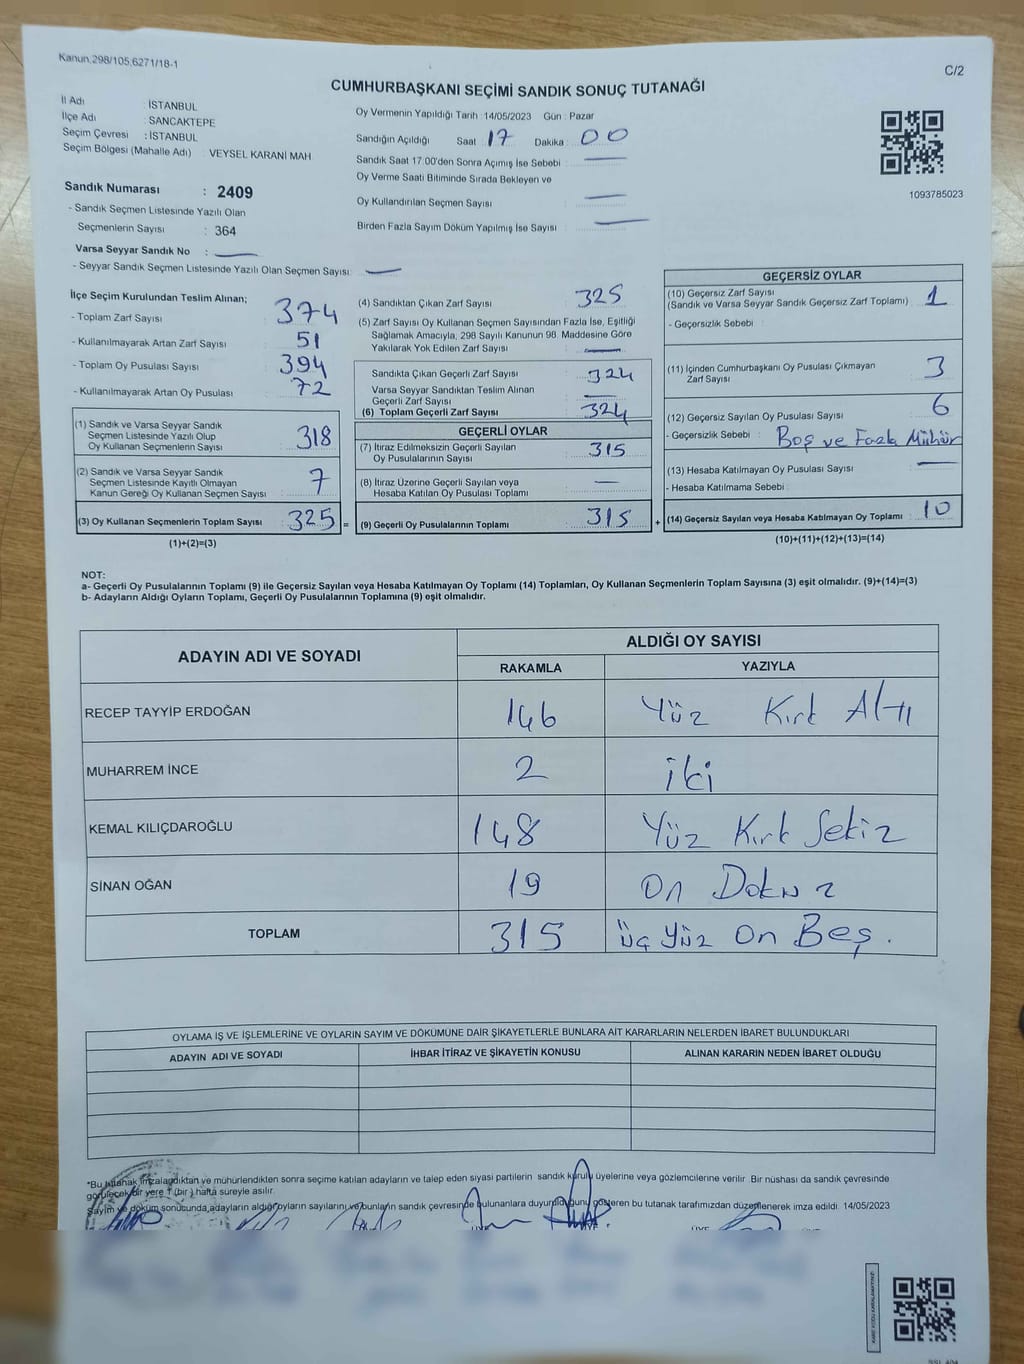 Kanun.298/105,6271/18-1
C/2
CUMHURBAŞKANI SEÇİMİ SANDIK SONUÇ TUTANAĞI
İl Adı : İSTANBUL
İlçe Adı : SANCAKTEPE
Seçim Çevresi : İSTANBUL
Seçim Bölgesi (Mahalle Adı) : VEYSEL KARANİ MAH
Sandık Numarası : 2409
- Sandık Seçmen Listesinde Yazılı Olan
Seçmenlerin Sayısı : 364
Varsa Seyyar Sandık No :
- Seyyar Sandık Seçmen Listesinde Yazılı Olan Seçmen Sayısı:
Oy Vermenin Yapıldığı Tarih :14/05/2023 Gün : Pazar
Sandığın Açıldığı Saat : 17 Dakika : 00
Sandık Saat 17:00'den Sonra Açımış İse Sebebi :
Oy Verme Saati Bitiminde Sırada Bekleyen ve
Oy Kullandırılan Seçmen Sayısı :
Birden Fazla Sayım Döküm Yapılmış İse Sayısı :
1093785023
İlçe Seçim Kurulundan Teslim Alınan;
- Toplam Zarf Sayısı : 374
- Kullanılmayarak Artan Zarf Sayısı : 51
- Toplam Oy Pusulası Sayısı : 394
- Kullanılmayarak Artan Oy Pusulası : 72
(1) Sandık ve Varsa Seyyar Sandık
Seçmen Listesinde Yazılı Olup
Oy Kullanan Seçmenlerin Sayısı : 318
(2) Sandık ve Varsa Seyyar Sandık
Seçmen Listesinde Kayıtlı Olmayan
Kanun Gereği Oy Kullanan Seçmen Sayısı : 7
(3) Oy Kullanan Seçmenlerin Toplam Sayısı : 325 =
(1)+(2)=(3)
(4) Sandıktan Çıkan Zarf Sayısı : 325
(5) Zarf Sayısı Oy Kullanan Seçmen Sayısından Fazla İse, Eşitliği
Sağlamak Amacıyla, 298 Sayılı Kanunun 98. Maddesine Göre
Yakılarak Yok Edilen Zarf Sayısı :
Sandıkta Çıkan Geçerli Zarf Sayısı : 324
Varsa Seyyar Sandıktan Teslim Alınan
Geçerli Zarf Sayısı :
(6) Toplam Geçerli Zarf Sayısı : 324
GEÇERLİ OYLAR
(7) İtiraz Edilmeksizin Geçerli Sayılan
Oy Pusulalarının Sayısı : 315
(8) İtiraz Üzerine Geçerli Sayılan veya
Hesaba Katılan Oy Pusulası Toplamı :
(9) Geçerli Oy Pusulalarının Toplamı : 315 +
GEÇERSİZ OYLAR
(10) Geçersiz Zarf Sayısı
(Sandık ve Varsa Seyyar Sandık Geçersiz Zarf Toplamı) : 1
- Geçersizlik Sebebi :
(11) İçinden Cumhurbaşkanı Oy Pusulası Çıkmayan
Zarf Sayısı : 3
(12) Geçersiz Sayılan Oy Pusulası Sayısı : 6
- Geçersizlik Sebebi : Boş ve Fazla Mühür
(13) Hesaba Katılmayan Oy Pusulası Sayısı :
- Hesaba Katılmama Sebebi :
(14) Geçersiz Sayılan veya Hesaba Katılmayan Oy Toplamı : 10
(10)+(11)+(12)+(13)=(14)
NOT:
a- Geçerli Oy Pusulalarının Toplamı (9) ile Geçersiz Sayılan veya Hesaba Katılmayan Oy Toplamı (14) Toplamları, Oy Kullanan Seçmenlerin Toplam Sayısına (3) eşit olmalıdır. (9)+(14)=(3)
b- Adayların Aldığı Oyların Toplamı, Geçerli Oy Pusulalarının Toplamına (9) eşit olmalıdır.
ADAYIN ADI VE SOYADI
ALDIĞI OY SAYISI
RAKAMLA YAZIYLA
RECEP TAYYİP ERDOĞAN 146 Yüz Kırk Altı
MUHARREM İNCE 2 iki
KEMAL KILIÇDAROĞLU 148 Yüz Kırk Sekiz
SİNAN OĞAN 19 On Dokuz
TOPLAM 315 üç Yüz On Beş.
OYLAMA İŞ VE İŞLEMLERİNE VE OYLARIN SAYIM VE DÖKÜMÜNE DAİR ŞİKAYETLERLE BUNLARA AİT KARARLARIN NELERDEN İBARET BULUNDUKLARI
ADAYIN ADI VE SOYADI İHBAR İTİRAZ VE ŞİKAYETİN KONUSU ALINAN KARARIN NEDEN İBARET OLDUĞU
*Bu tutanak imzalandıktan ve mühürlendikten sonra seçime katılan adayların ve talep eden siyasi partilerin sandık kurulu üyelerine veya gözlemcilerine verilir Bir nüshası da sandık çevresinde
görülecek bir yere 1 (bir) hafta süreyle asılır.
Sayım ve döküm sonucunda,adayların aldığı oyların sayılarını ve bunların sandık çevresinde bulunanlara duyurulduğunu gösteren bu tutanak tarafımızdan düzenlenerek imza edildi 14/05/2023